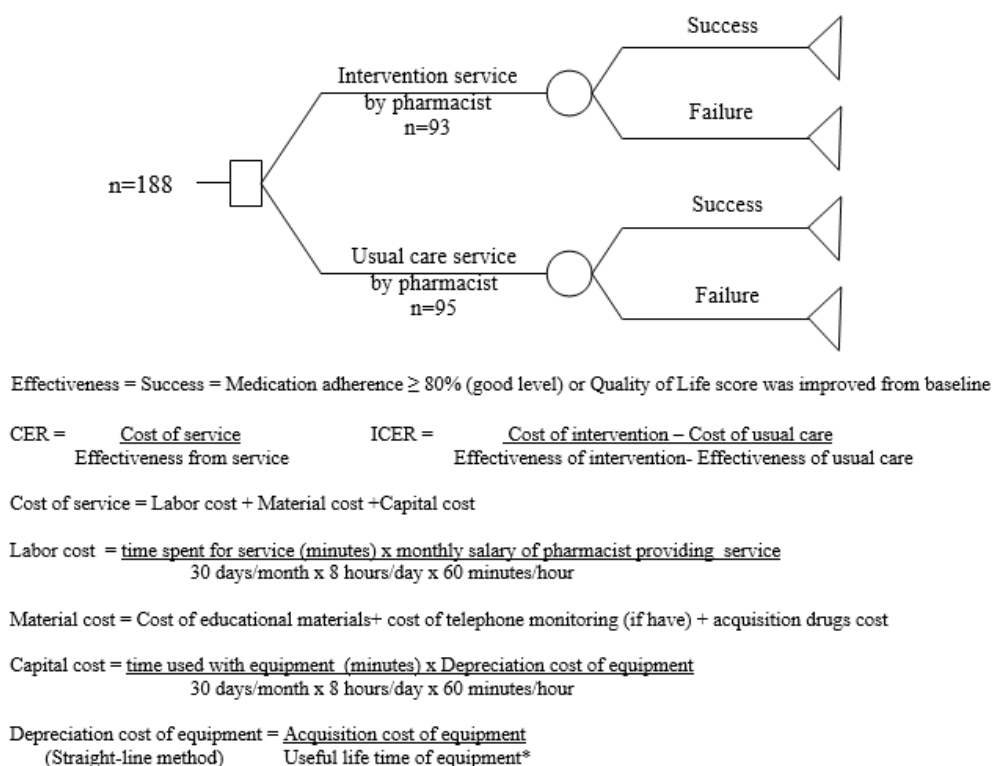 Success
Intervention service
by pharmacist
n=93
Failure
n=188
Success
Usual care service
by pharmacist
n=95
Failure
Effectiveness = Success = Medication adherence ≥ 80% (good level) or Quality of Life score was improved from baseline
CER = Cost of service ICER = Cost of intervention – Cost of usual care
Effectiveness from service Effectiveness of intervention- Effectiveness of usual care
Cost of service = Labor cost + Material cost +Capital cost
Labor cost = time spent for service (minutes) x monthly salary of pharmacist providing service
30 days/month x 8 hours/day x 60 minutes/hour
Material cost = Cost of educational materials+ cost of telephone monitoring (if have) + acquisition drugs cost
Capital cost = time used with equipment (minutes) x Depreciation cost of equipment
30 days/month x 8 hours/day x 60 minutes/hour
Depreciation cost of equipment = Acquisition cost of equipment
(Straight-line method) Useful life time of equipment*